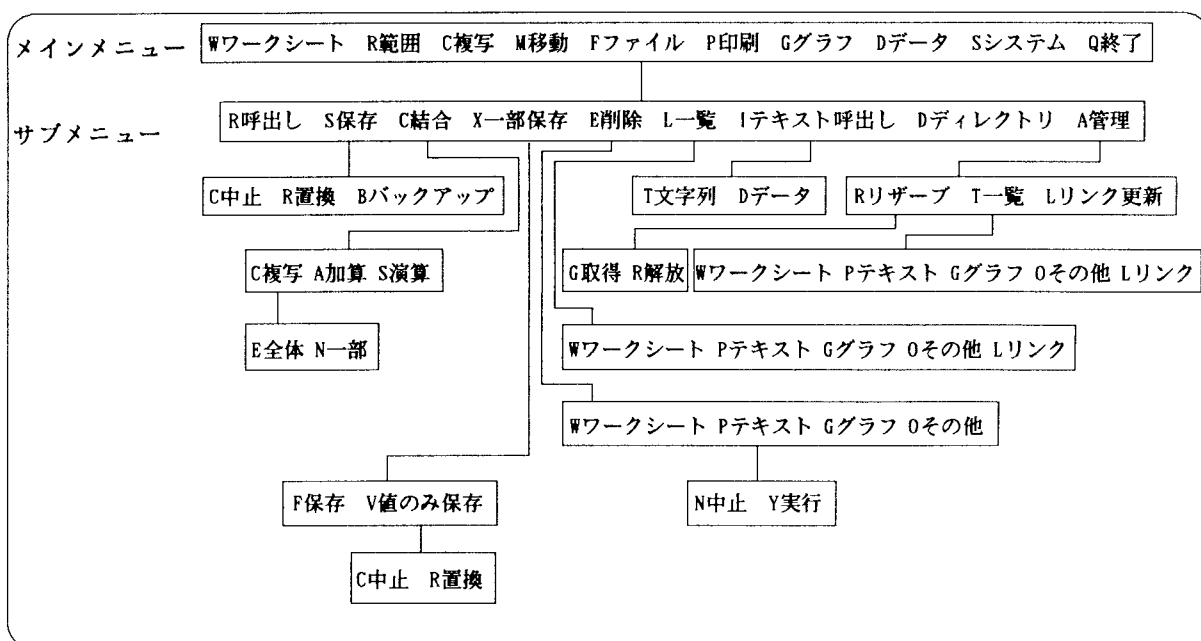 メインメニュー Wワークシート R範囲 C複写 M移動 Fファイル P印刷 Gグラフ Dデータ Sシステム Q終了
サブメニュー R呼出し S保存 C結合 X一部保存 E削除 L一覧 Iテキスト呼出し Dディレクトリ A管理
C中止 R置換 Bバックアップ
T文字列 Dデータ
Rリザーブ T一覧 Lリンク更新
C複写 A加算 S演算
G取得 R解放
Wワークシート Pテキスト Gグラフ Oその他 Lリンク
E全体 N一部
Wワークシート Pテキスト Gグラフ Oその他 Lリンク
Wワークシート Pテキスト Gグラフ Oその他
F保存 V値のみ保存
N中止 Y実行
C中止 R置換